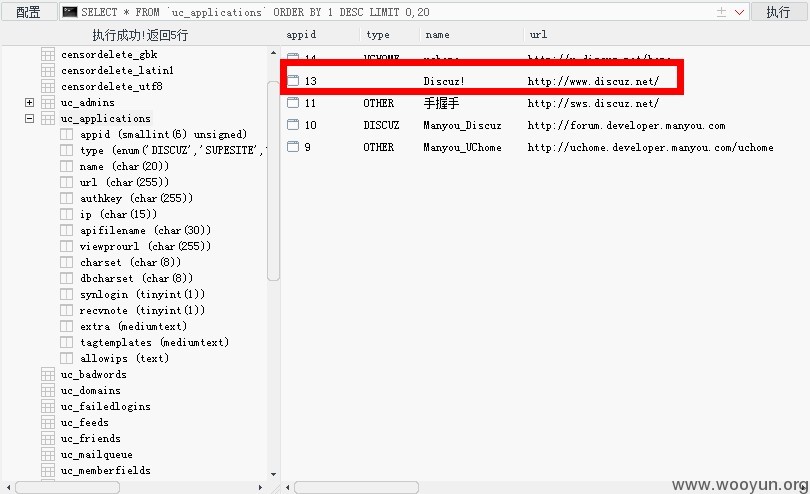 配置 SELECT * FROM `uc_applications` ORDER BY 1 DESC LIMIT 0,20 执行
执行成功!返回5行
censordelete_gbk
censordelete_latin1
censordelete_utf8
uc_admins
uc_applications
appid (smallint(6) unsigned)
type (enum('DISCUZ','SUPESITE','
name (char(20))
url (char(255))
authkey (char(255))
ip (char(15))
apifilename (char(30))
viewprourl (char(255))
charset (char(8))
dbcharset (char(8))
synlogin (tinyint(1))
recvnote (tinyint(1))
extra (mediumtext)
tagtemplates (mediumtext)
allowips (text)
uc_badwords
uc_domains
uc_failedlogins
uc_feeds
uc_friends
uc_mailqueue
uc_memberfields
appid type name url
14 UCHOME
13 Discuz! http://www.discuz.net/
11 OTHER 手握手 http://sws.discuz.net/
10 DISCUZ Manyou_Discuz http://forum.developer.manyou.com
9 OTHER Manyou_UChome http://uchome.developer.manyou.com/uchome
www.wooyun.org